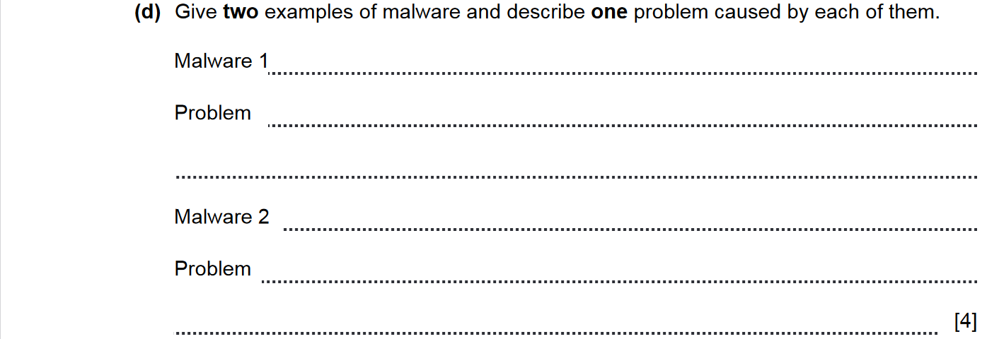 (d) Give two examples of malware and describe one problem caused by each of them.
Malware 1
Problem
Malware 2
Problem
[4]